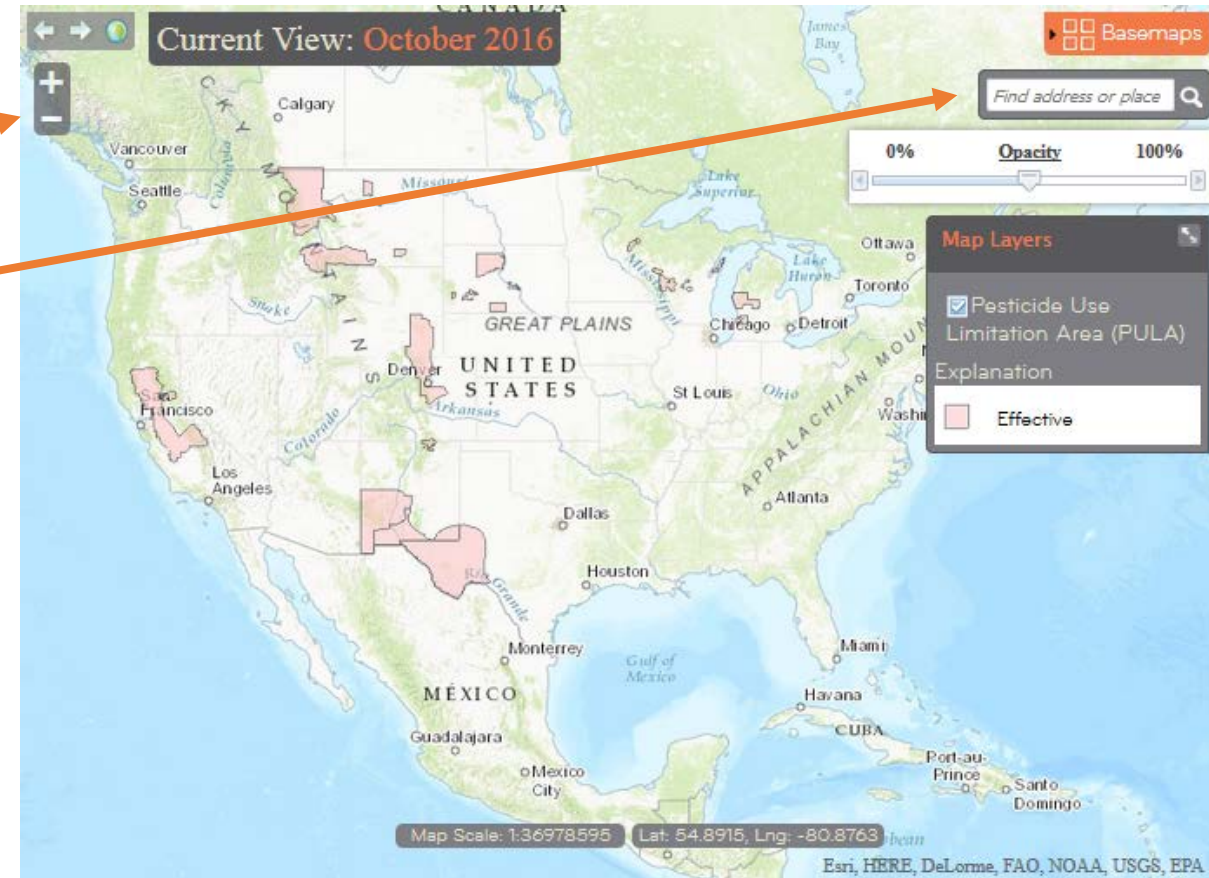 CANADA
Current View: October 2016
James
Bay
Basemaps
Find address or place
0% Opacity 100%
Calgary
Vancouver
Columbia
Seattle
Missouri
Lake
Superior
Ottawa
Map Layers
Lake
Huron
Toronto
Mississippi
Pesticide Use
Limitation Area (PULA)
Snake
GREAT PLAINS
Chicago
Detroit
Explanation
Denver
UNITED
STATES
St Louis
Ohio
Effective
San
Francisco
Arkansas
APPALACHIAN MOUN
Washi
Colorado
Los
Angeles
Atlanta
Dallas
Houston
Rio Grande
Monterrey
Gulf of
Mexico
Miami
MÉXICO
Havana
CUBA
Guadalajara
Mexico
City
Port-au-
Prince
Santo
Domingo
Map Scale: 1:36978595 Lat: 54.8915, Lng: -80.8763
bean
Esri, HERE, DeLorme, FAO, NOAA, USGS, EPA